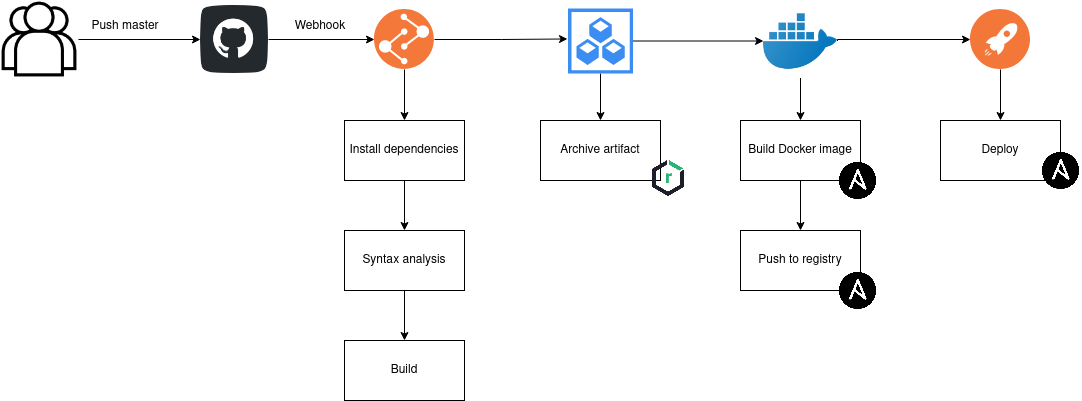 Push master
Webhook
Install dependencies
Archive artifact
r
Build Docker image
Deploy
Syntax analysis
Push to registry
Build